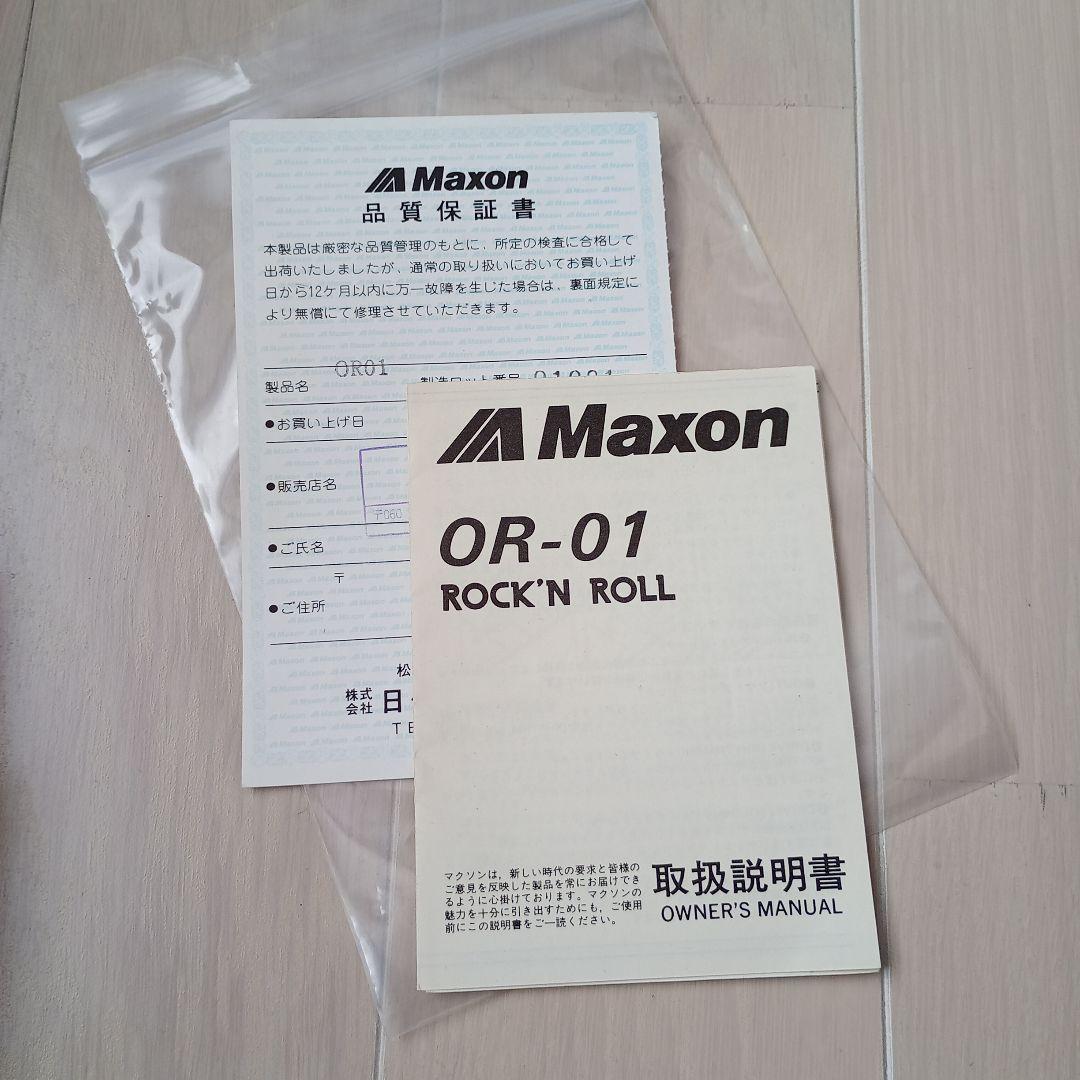 Maxon
品質保証書
本製品は厳密な品質管理のもとに、所定の検査に合格して
出荷いたしましたが、通常の取り扱いにおいてお買い上げ
日から12ケ月以内に万一故障を生じた場合は、裏面規定に
より無償にて修理させていただきます。
製品名 OR01 製造ロット番号
●お買い上げ日
●販売店名
〒060
●ご氏名
〒
●ご住所
松
株式会社 日
TE
Maxon
OR-01
ROCK'N ROLL
マクソンは、新しい時代の要求と皆様の
ご意見を反映した製品を常にお届けでき
るように心掛けております。マクソンの
魅力を十分に引き出すためにも、ご使用
前にこの説明書をご一読ください。
取扱説明書
OWNER'S MANUAL